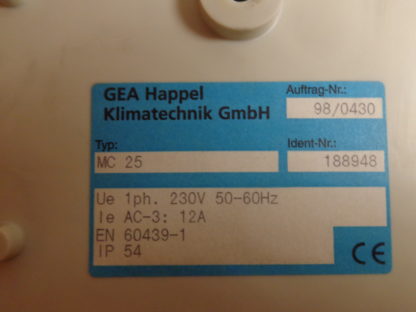 GEA Happel
Klimatechnik GmbH
Auftrag-Nr.:
98/0430
Typ:
MC 25
Ident-Nr.:
188948
Ue 1ph. 230V 50-60Hz
Ie AC-3: 12A
EN 60439-1
IP 54
CE